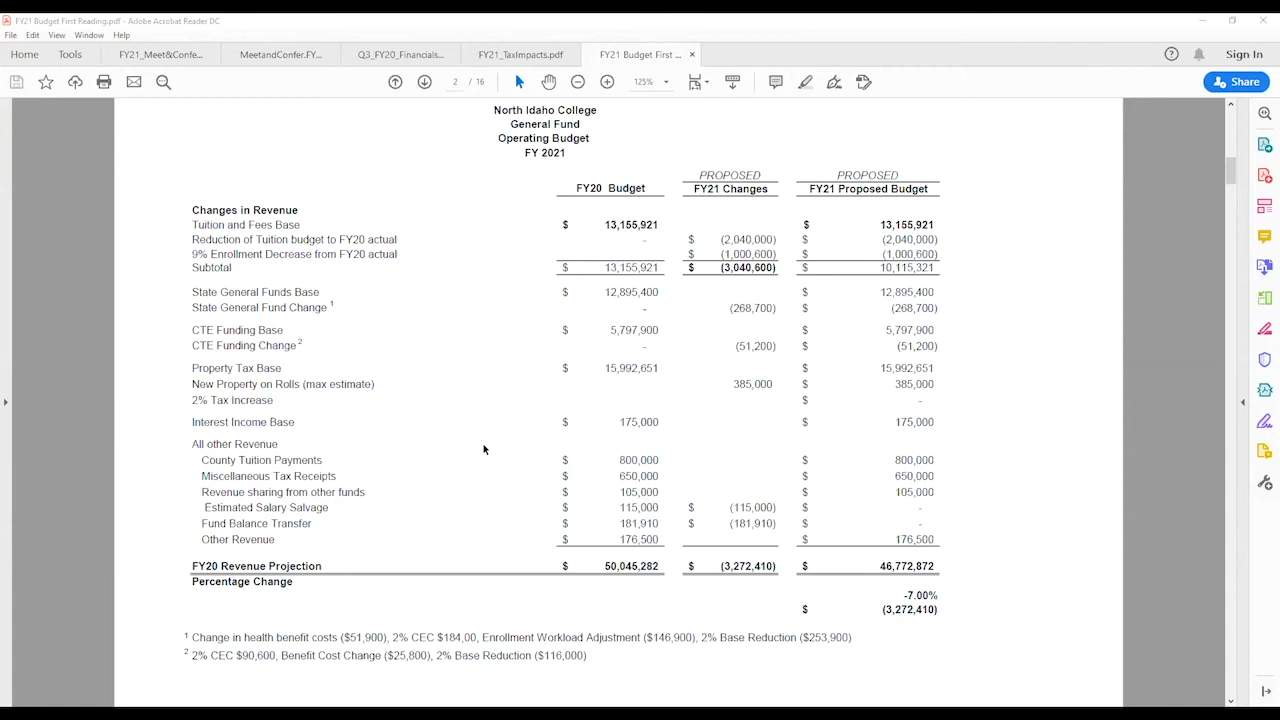 FY21 Budget First Reading.pdf - Adobe Acrobat Reader DC
File Edit View Window Help
Home Tools FY21_Meet&Confe... MeetandConfer.FY... Q3_FY20_Financials... FY21_TaxImpacts.pdf FY21 Budget First ... × Sign In
2 / 16 125% Share
North Idaho College
General Fund
Operating Budget
FY 2021
PROPOSED PROPOSED
FY20 Budget FY21 Changes FY21 Proposed Budget
Changes in Revenue
Tuition and Fees Base $ 13,155,921 $ 13,155,921
Reduction of Tuition budget to FY20 actual - $ (2,040,000) $ (2,040,000)
9% Enrollment Decrease from FY20 actual $ (1,000,600) $ (1,000,600)
Subtotal $ 13,155,921 $ (3,040,600) $ 10,115,321
State General Funds Base $ 12,895,400 $ 12,895,400
State General Fund Change 1 - (268,700) $ (268,700)
CTE Funding Base $ 5,797,900 $ 5,797,900
CTE Funding Change 2 - (51,200) $ (51,200)
Property Tax Base $ 15,992,651 $ 15,992,651
New Property on Rolls (max estimate) 385,000 $ 385,000
2% Tax Increase $ -
Interest Income Base $ 175,000 $ 175,000
All other Revenue
County Tuition Payments $ 800,000 $ 800,000
Miscellaneous Tax Receipts $ 650,000 $ 650,000
Revenue sharing from other funds $ 105,000 $ 105,000
Estimated Salary Salvage $ 115,000 $ (115,000) $ -
Fund Balance Transfer $ 181,910 $ (181,910) $ -
Other Revenue $ 176,500 $ 176,500
FY20 Revenue Projection $ 50,045,282 $ (3,272,410) $ 46,772,872
Percentage Change
-7.00%
$ (3,272,410)
1 Change in health benefit costs ($51,900), 2% CEC $184,00, Enrollment Workload Adjustment ($146,900), 2% Base Reduction ($253,900)
2 2% CEC $90,600, Benefit Cost Change ($25,800), 2% Base Reduction ($116,000)